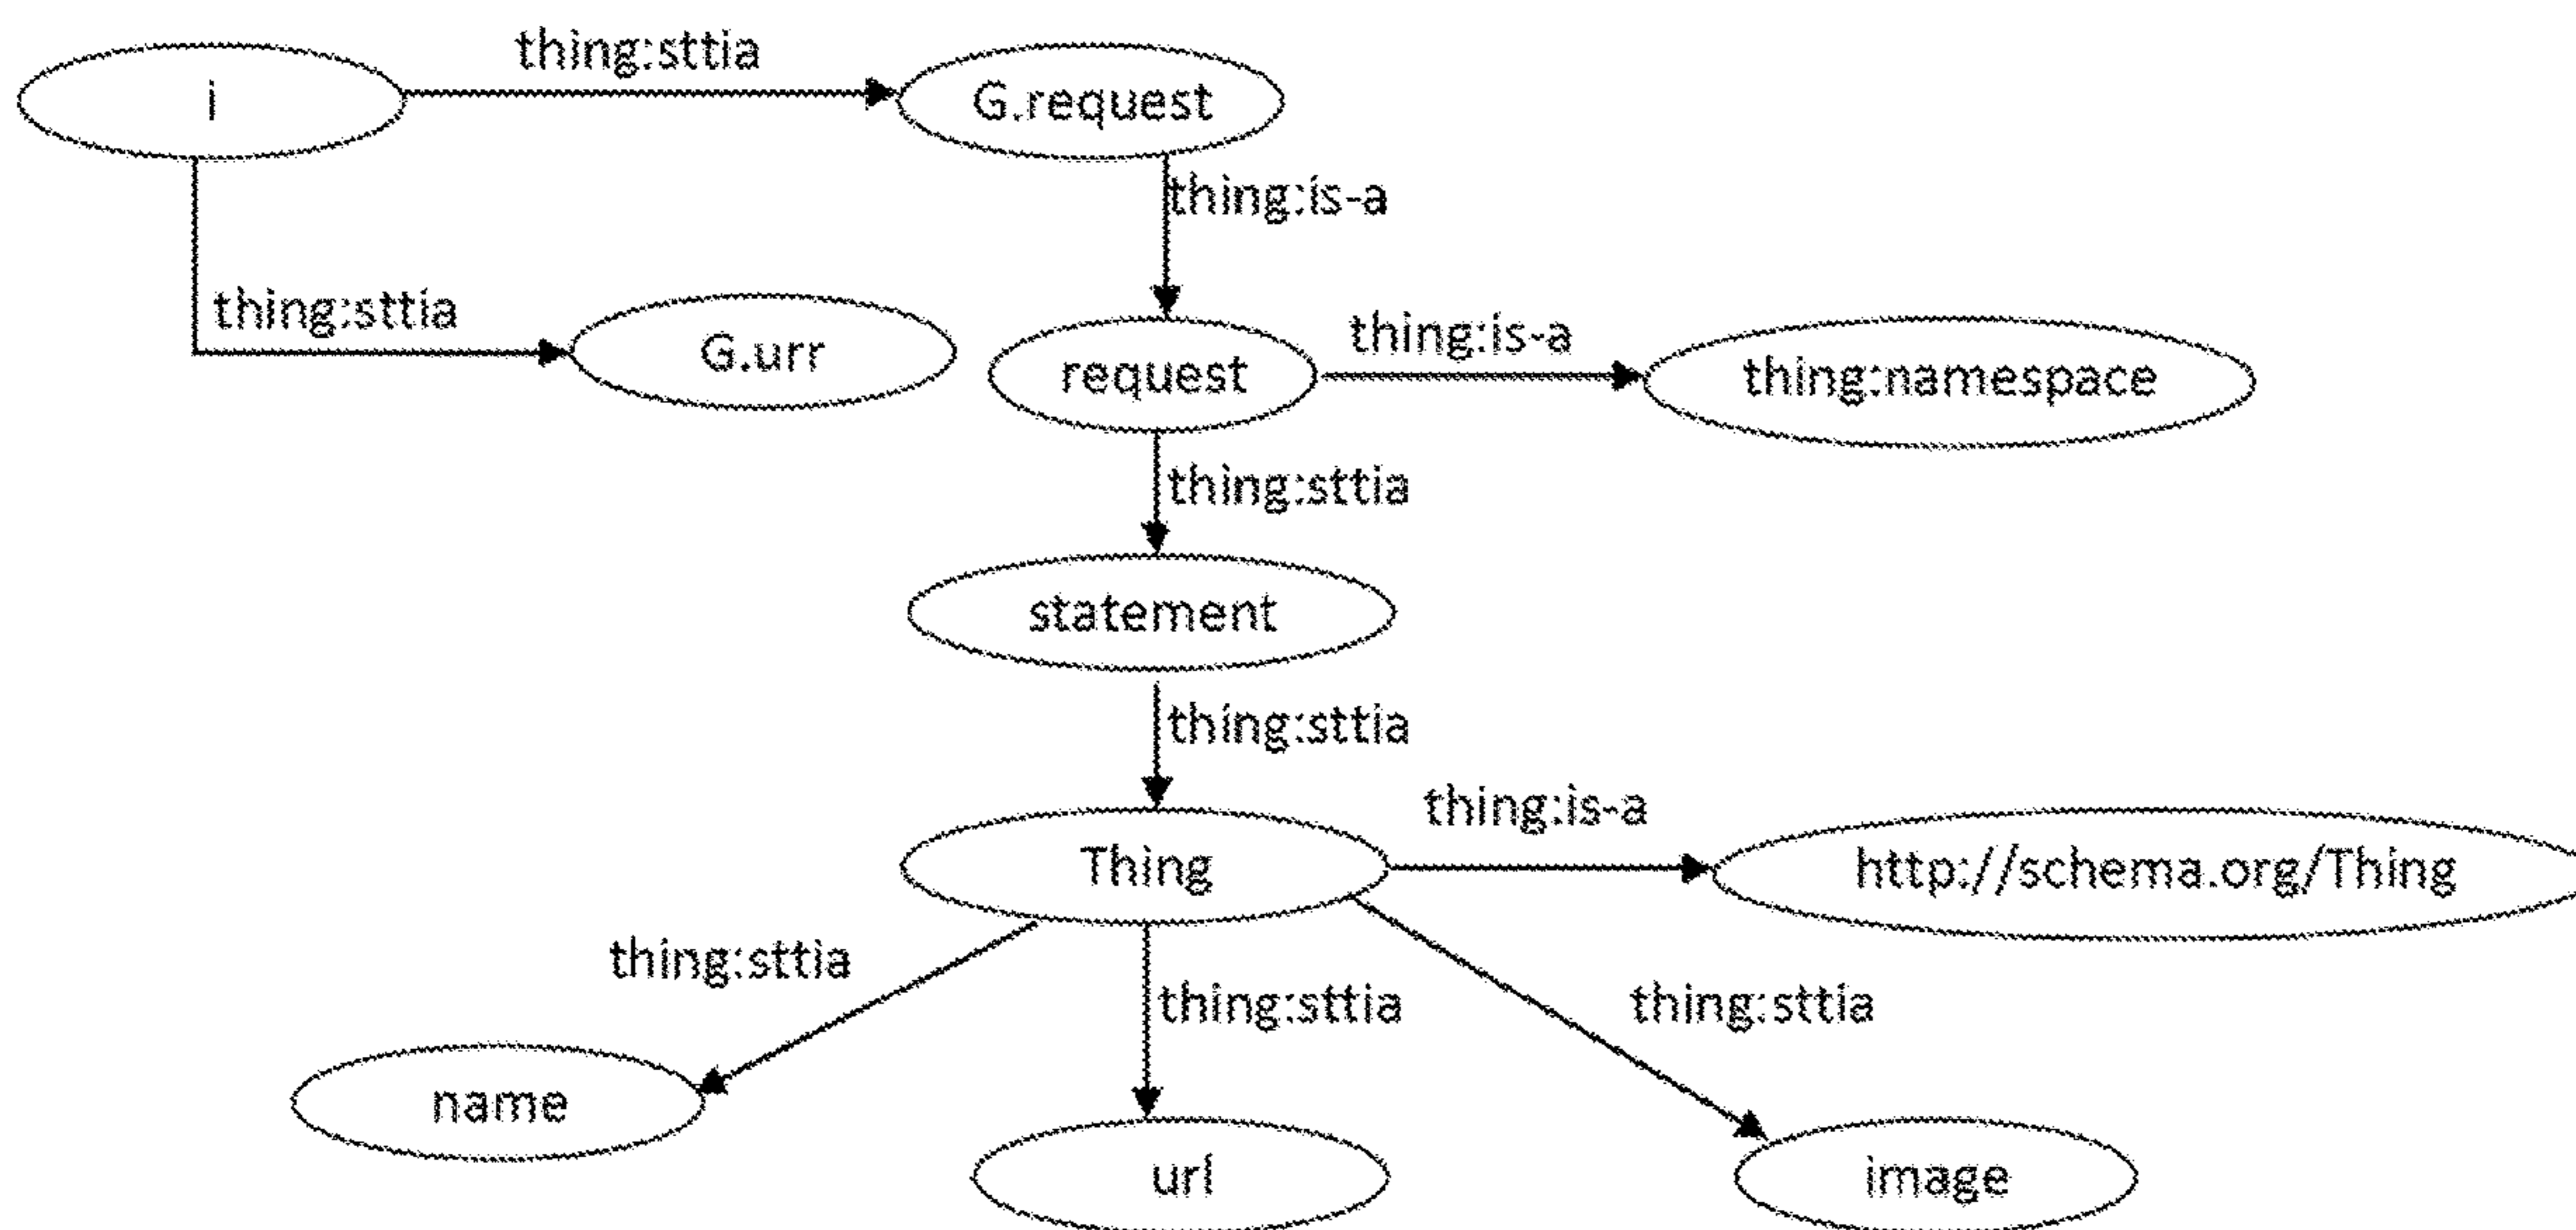 thing:sttia
i
G.request
thing:is-a
thing:sttia
G.urr
thing:is-a
request
thing:namespace
thing:sttia
statement
thing:sttia
thing:is-a
Thing
http://schema.org/Thing
thing:sttia
thing:sttia
thing:sttia
name
url
image